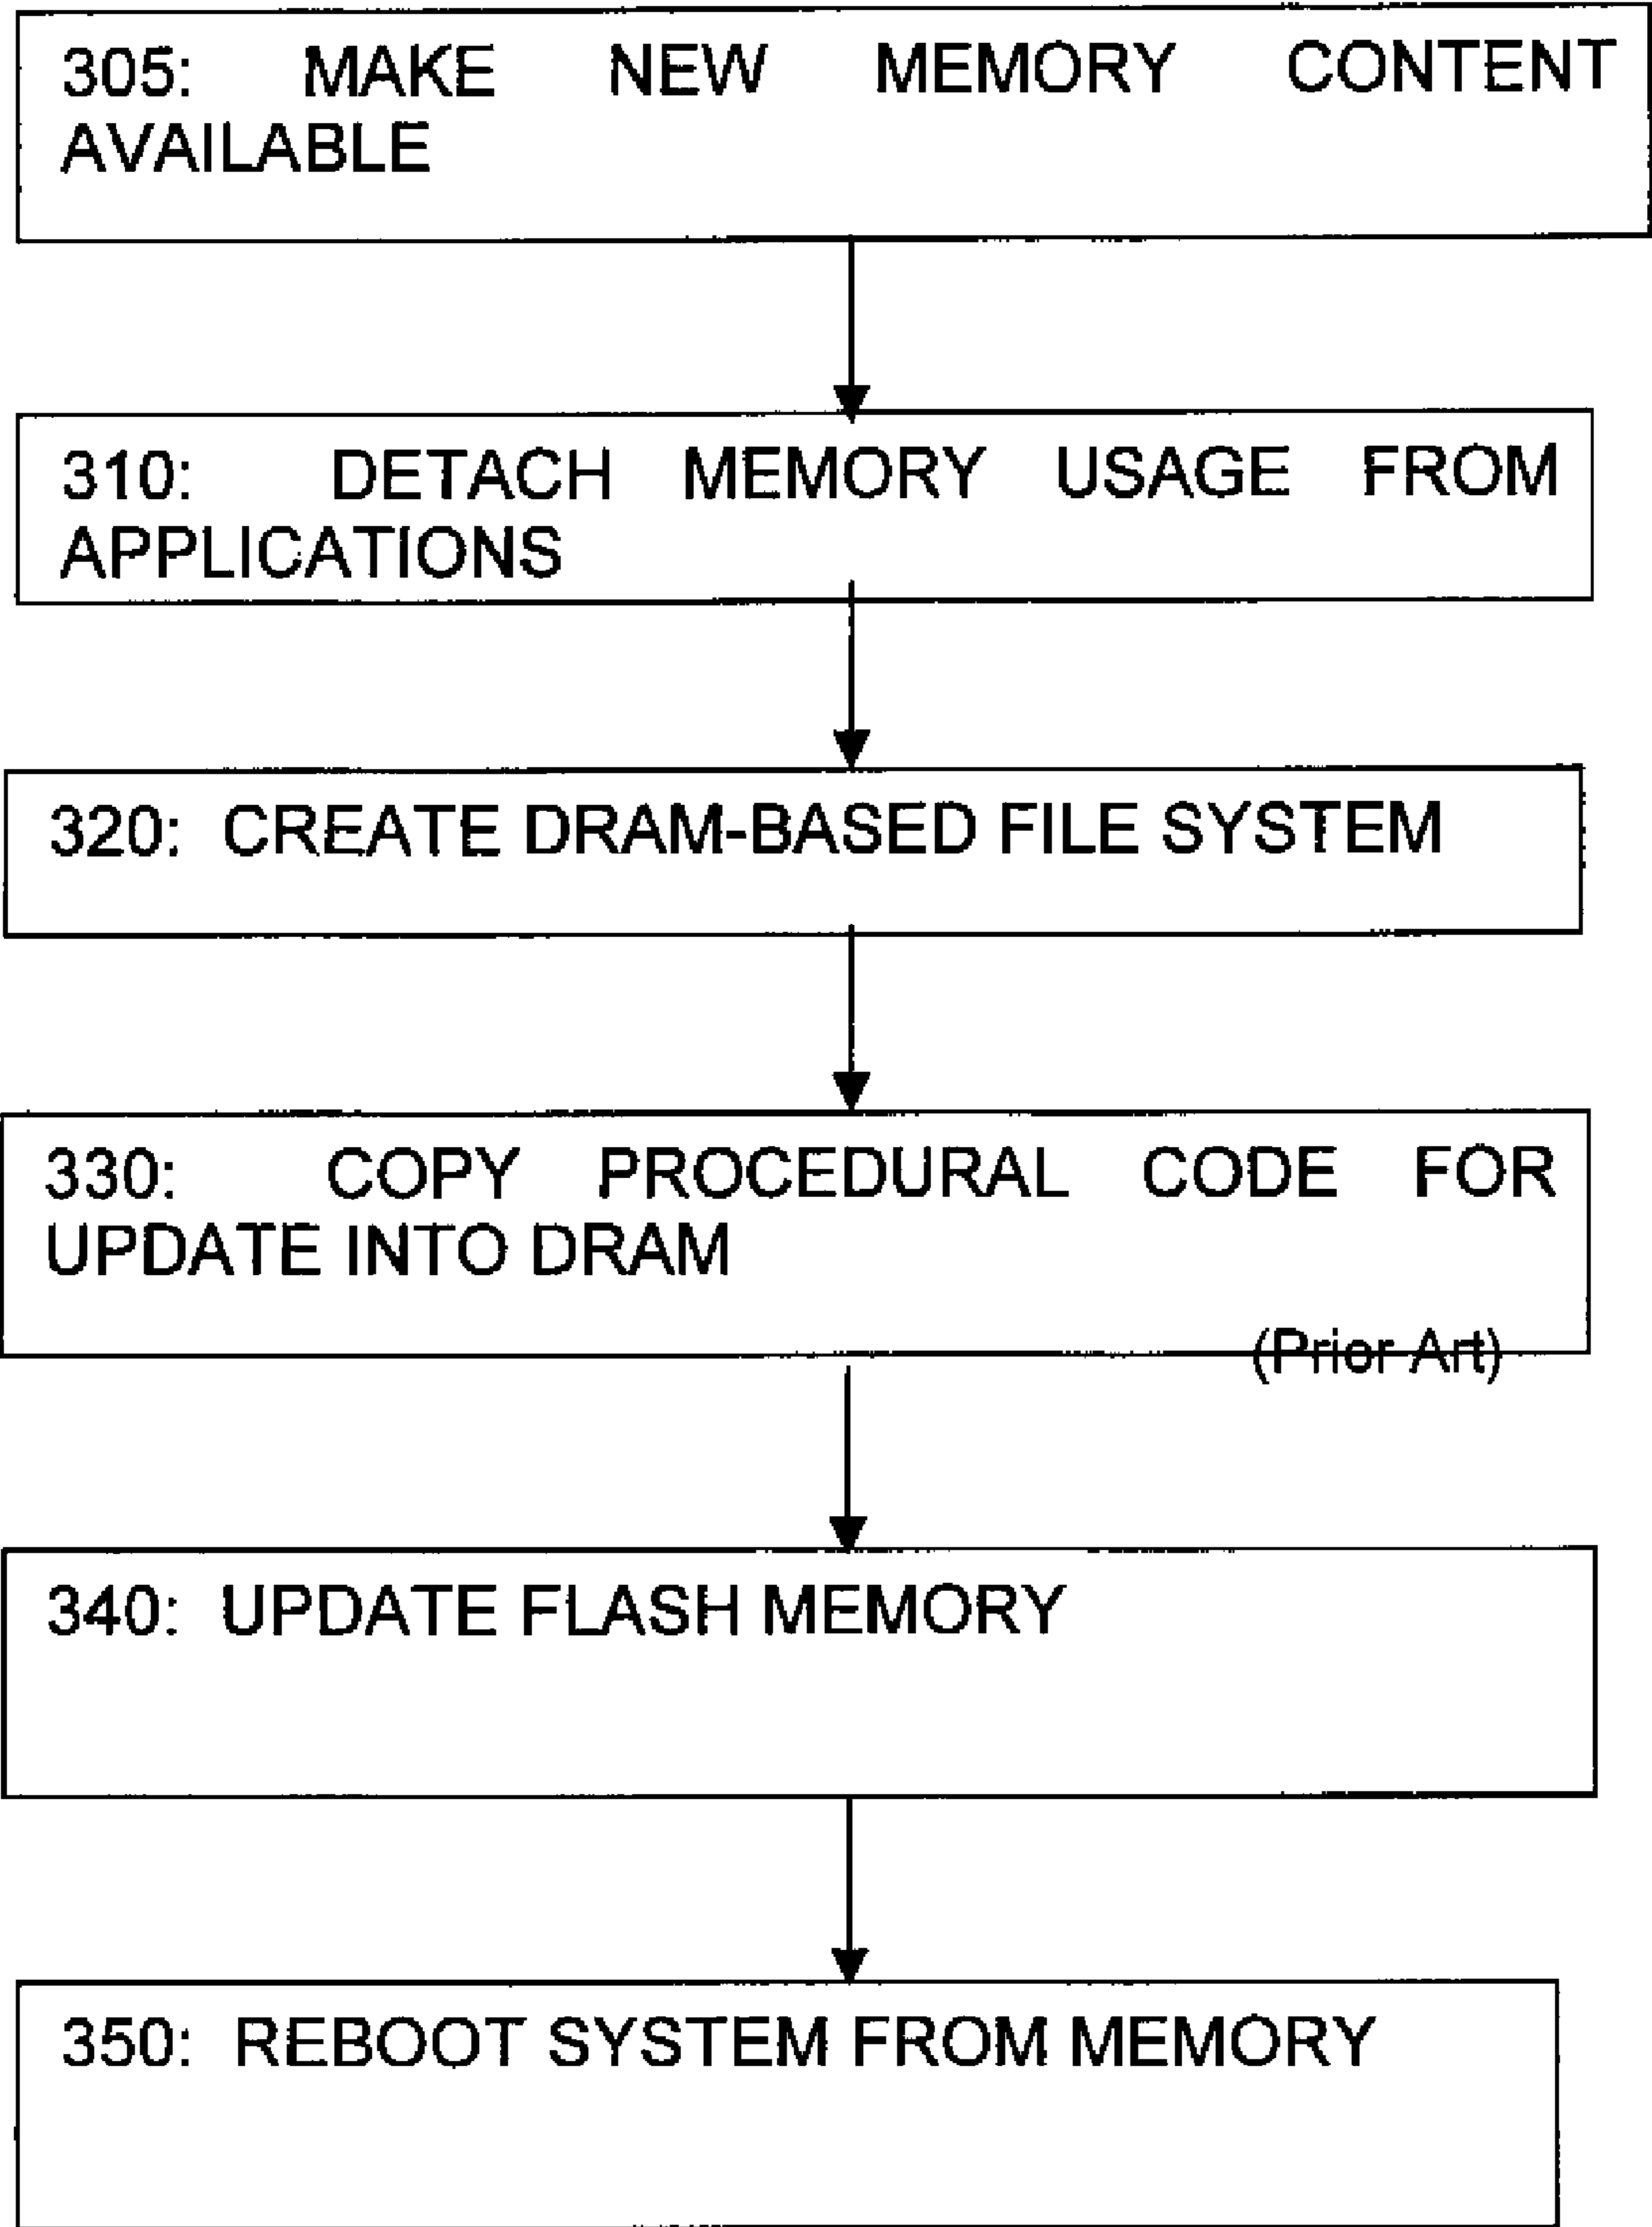 305: MAKE NEW MEMORY CONTENT
AVAILABLE
310: DETACH MEMORY USAGE FROM
APPLICATIONS
320: CREATE DRAM-BASED FILE SYSTEM
330: COPY PROCEDURAL CODE FOR
UPDATE INTO DRAM
(Prior Art)
340: UPDATE FLASH MEMORY
350: REBOOT SYSTEM FROM MEMORY